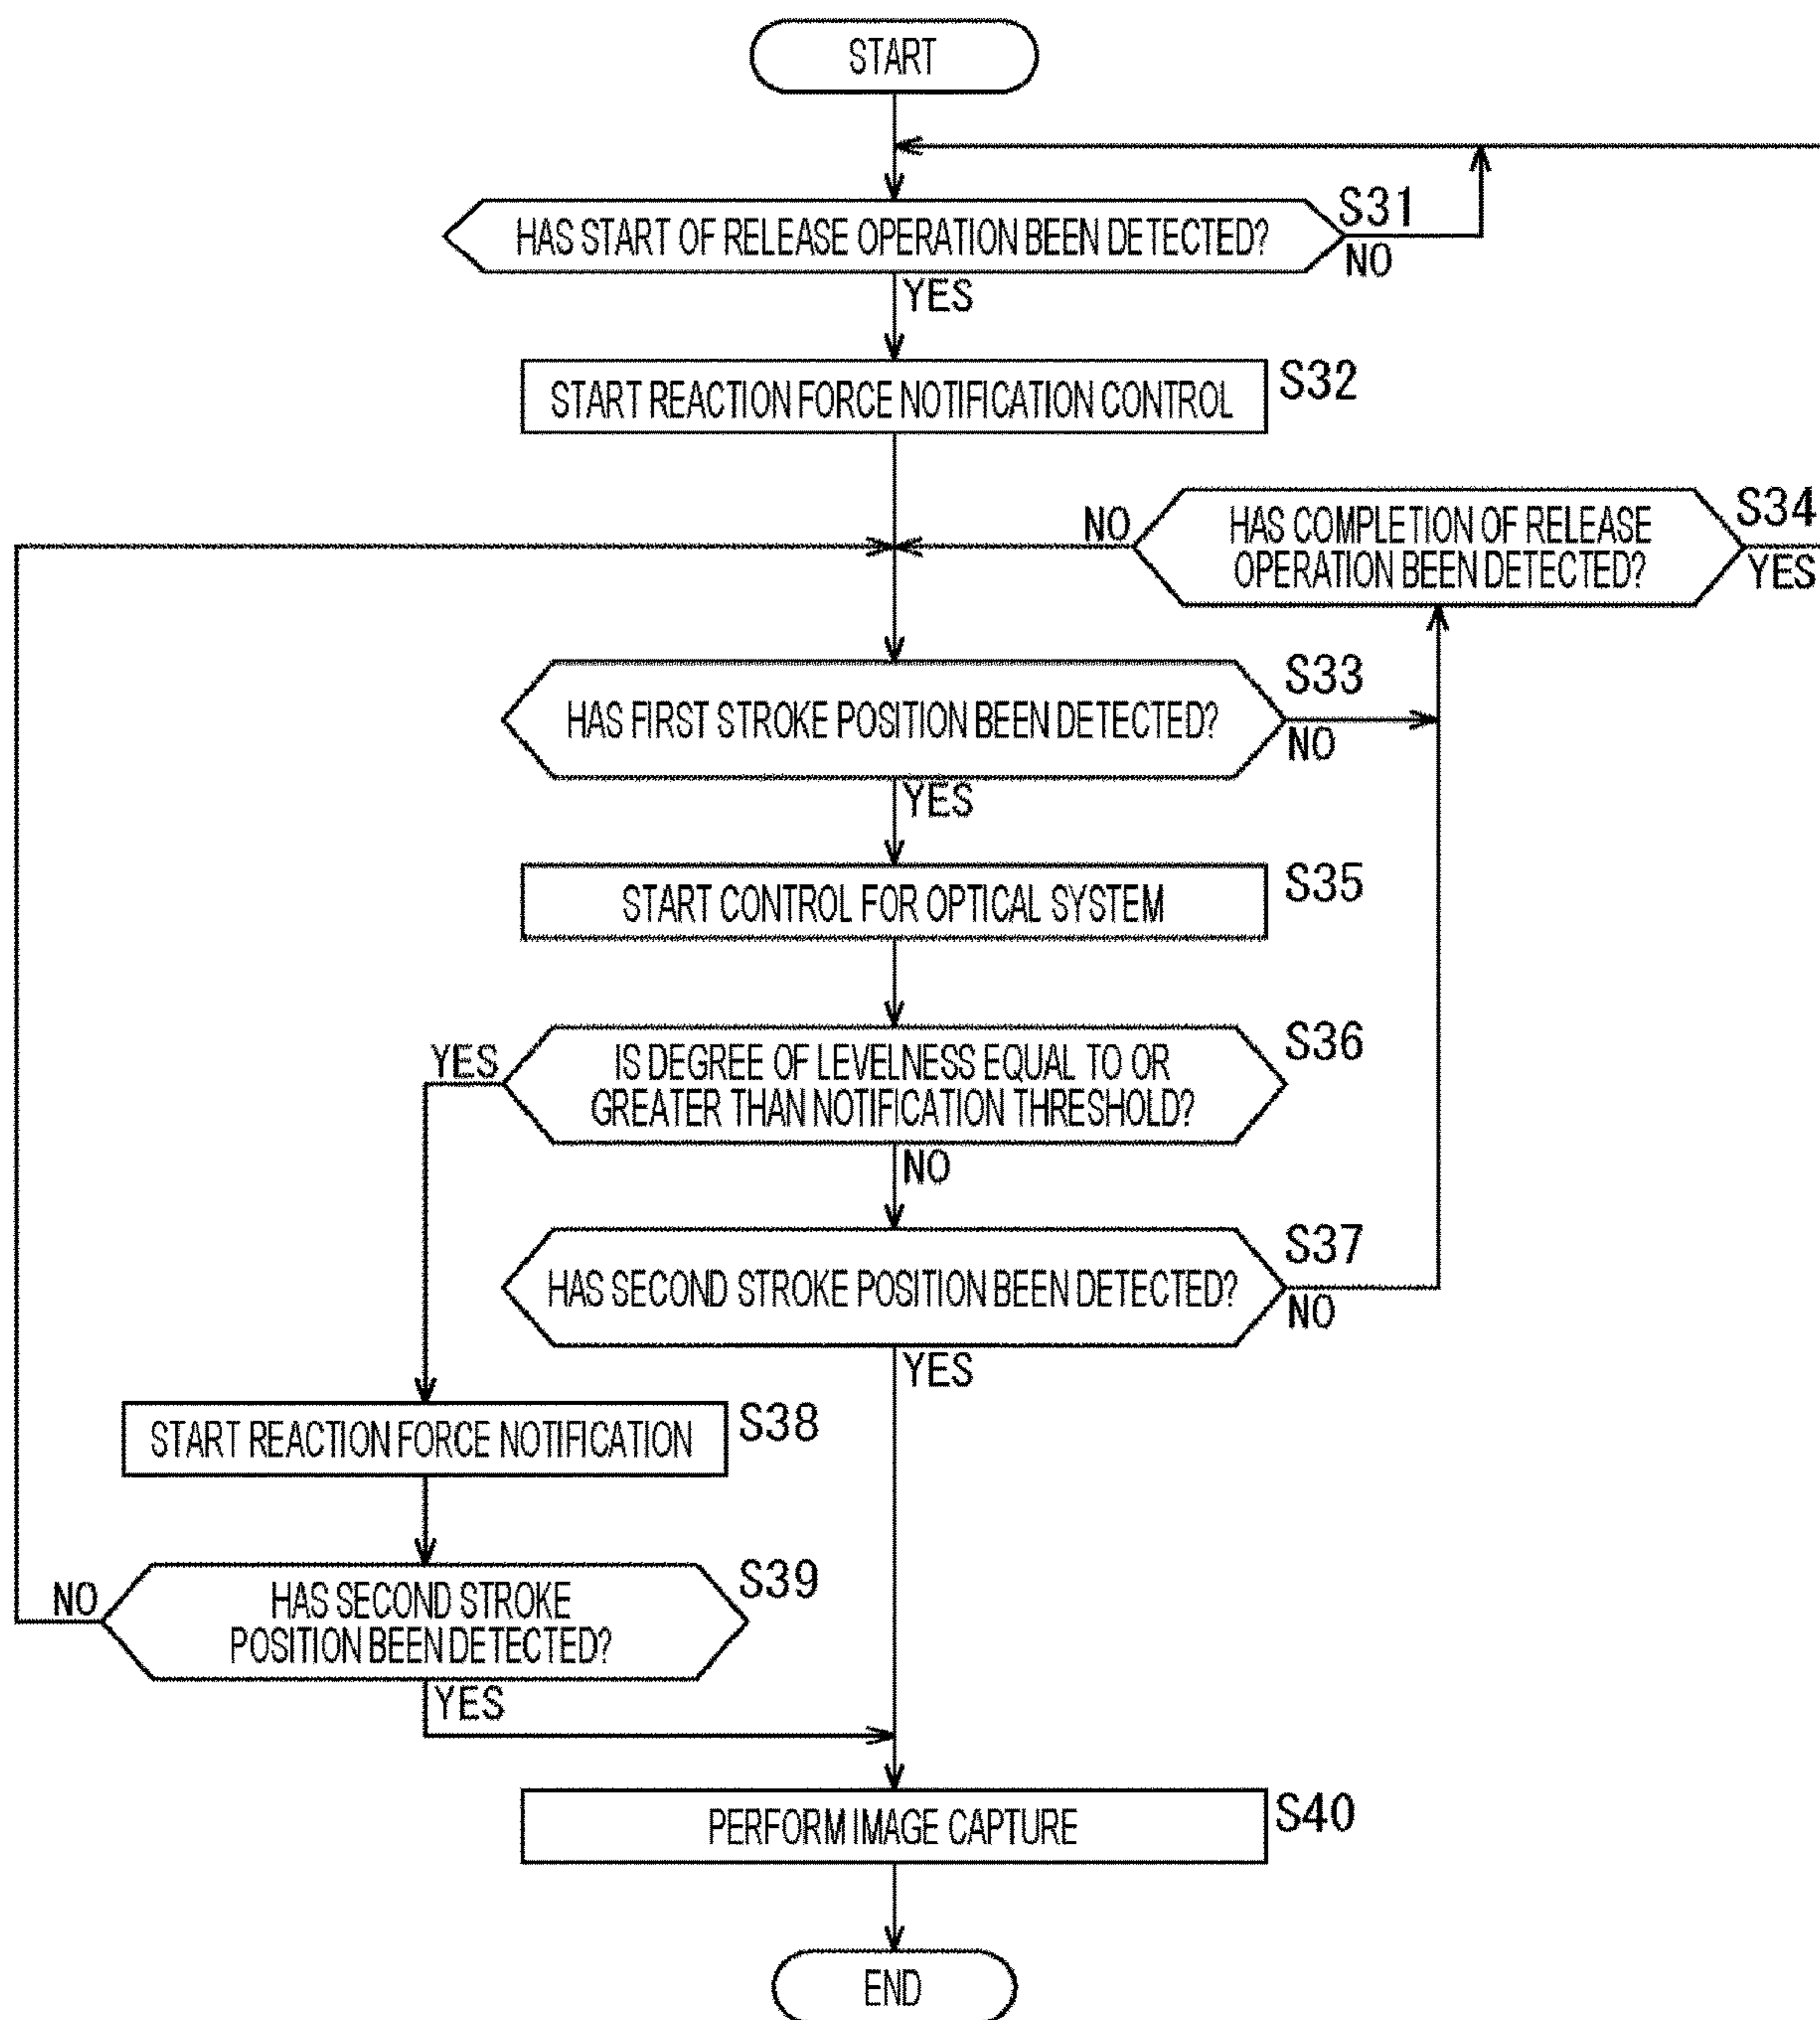 START
HAS START OF RELEASE OPERATION BEEN DETECTED?
S31
NO
YES
START REACTION FORCE NOTIFICATION CONTROL
S32
NO
HAS COMPLETION OF RELEASE
OPERATION BEEN DETECTED?
S34
YES
HAS FIRST STROKE POSITION BEEN DETECTED?
S33
NO
YES
START CONTROL FOR OPTICAL SYSTEM
S35
YES
IS DEGREE OF LEVELNESS EQUAL TO OR
GREATER THAN NOTIFICATION THRESHOLD?
S36
NO
HAS SECOND STROKE POSITION BEEN DETECTED?
S37
NO
YES
START REACTION FORCE NOTIFICATION
S38
NO
HAS SECOND STROKE
POSITION BEEN DETECTED?
S39
YES
PERFORM IMAGE CAPTURE
S40
END